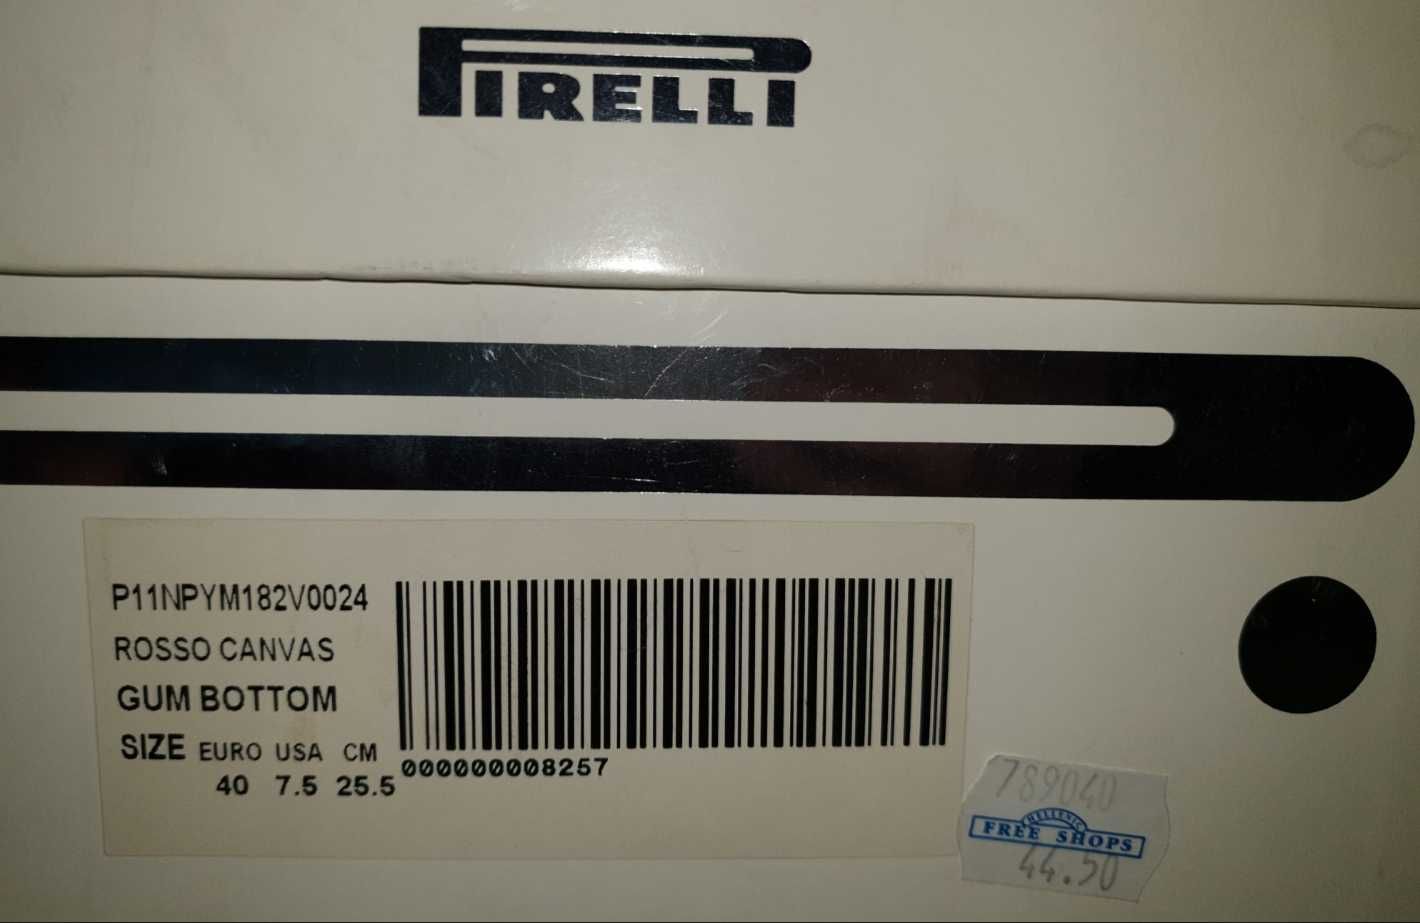 PIRELLI
P11NPYM182V0024
ROSSO CANVAS
GUM BOTTOM
SIZE EURO USA CM
40 7.5 25.5
000000008257
789040
HELLENIC
FREE SHOPS
44.50